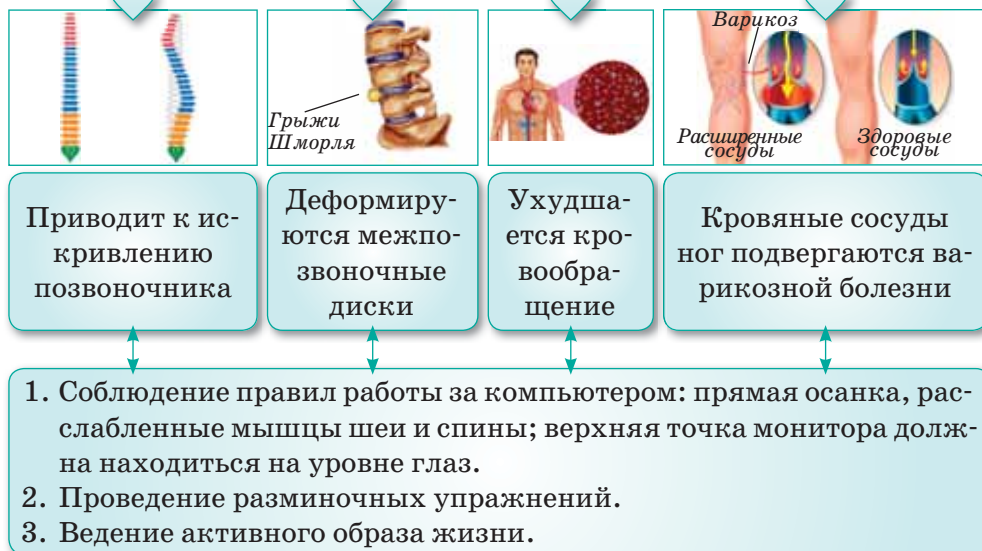 Варикоз
Грыжи
Шморля
Расширенные
сосуды
Здоровые
сосуды
Приводит к ис-
кривлению
позвоночника
Деформиру-
ются межпо-
звоночные
диски
Ухудша-
ется кро-
вообра-
щение
Кровяные сосуды
ног подвергаются ва-
рикозной болезни
1. Соблюдение правил работы за компьютером: прямая осанка, рас-
слабленные мышцы шеи и спины; верхняя точка монитора долж-
на находиться на уровне глаз.
2. Проведение разминочных упражнений.
3. Ведение активного образа жизни.